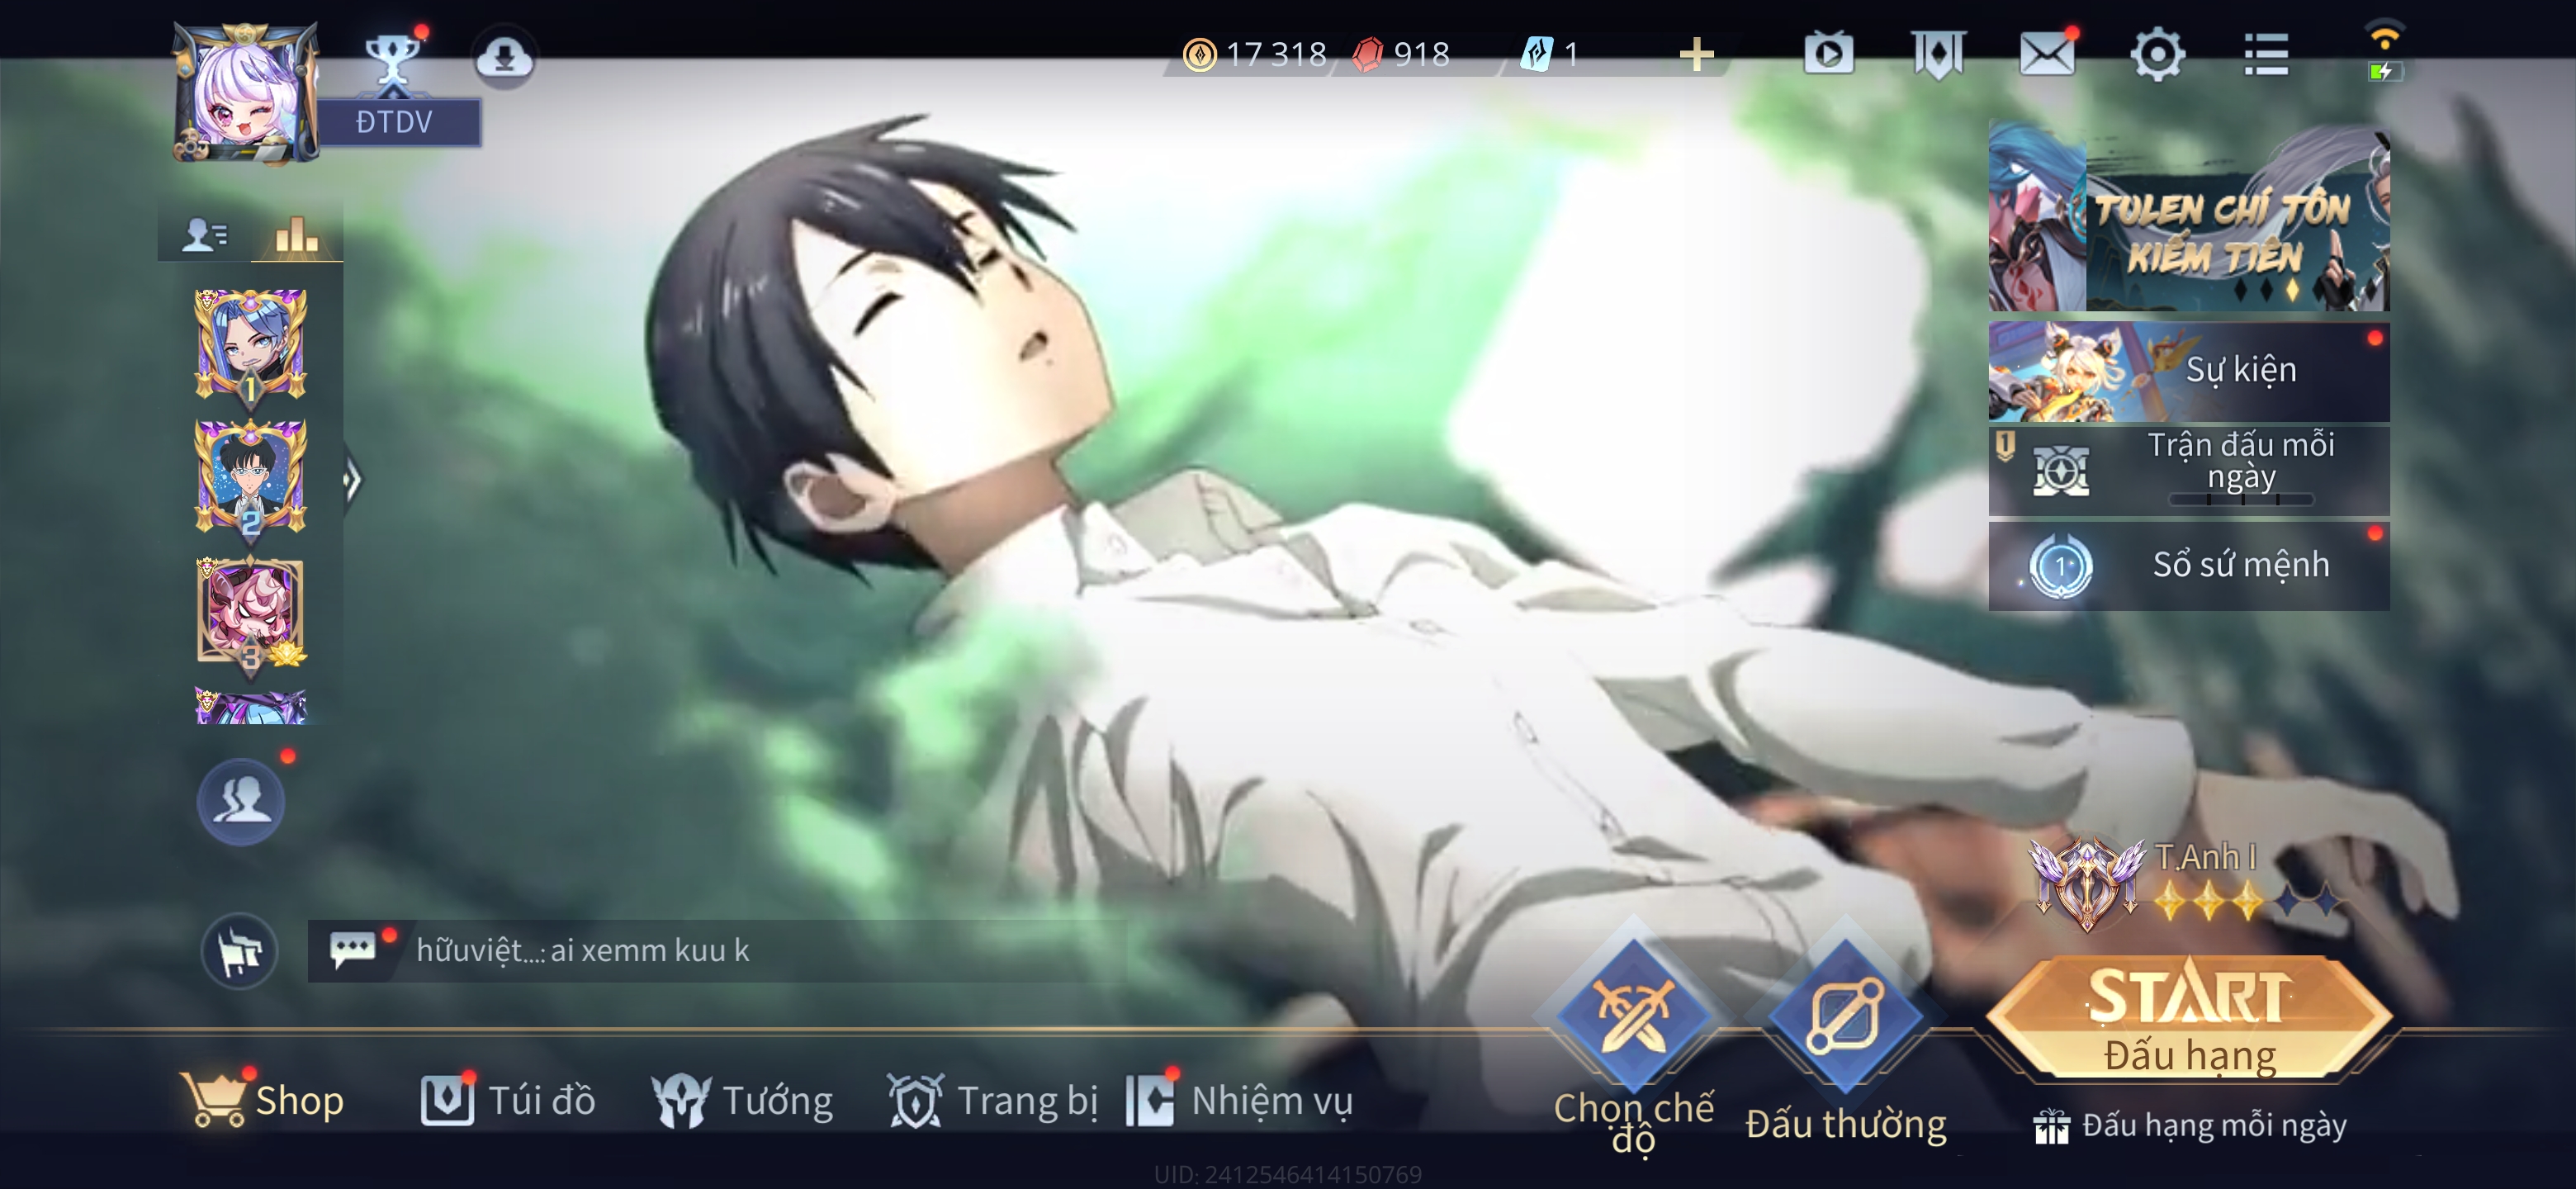 17 318
918
1
ĐTDV
TULEN CHÍ TÔN
KIẾM TIÊN
Sự kiện
1
Trận đấu mỗi
ngày
1
Sổ sứ mệnh
1
2
3
T.Anh I
hữuviệt...: ai xemm kuu k
START
Đấu hạng
Shop
Túi đồ
Tướng
Trang bị
Nhiệm vụ
Chọn chế
độ
Đấu thường
Đấu hạng mỗi ngày
UID: 2412546414150769